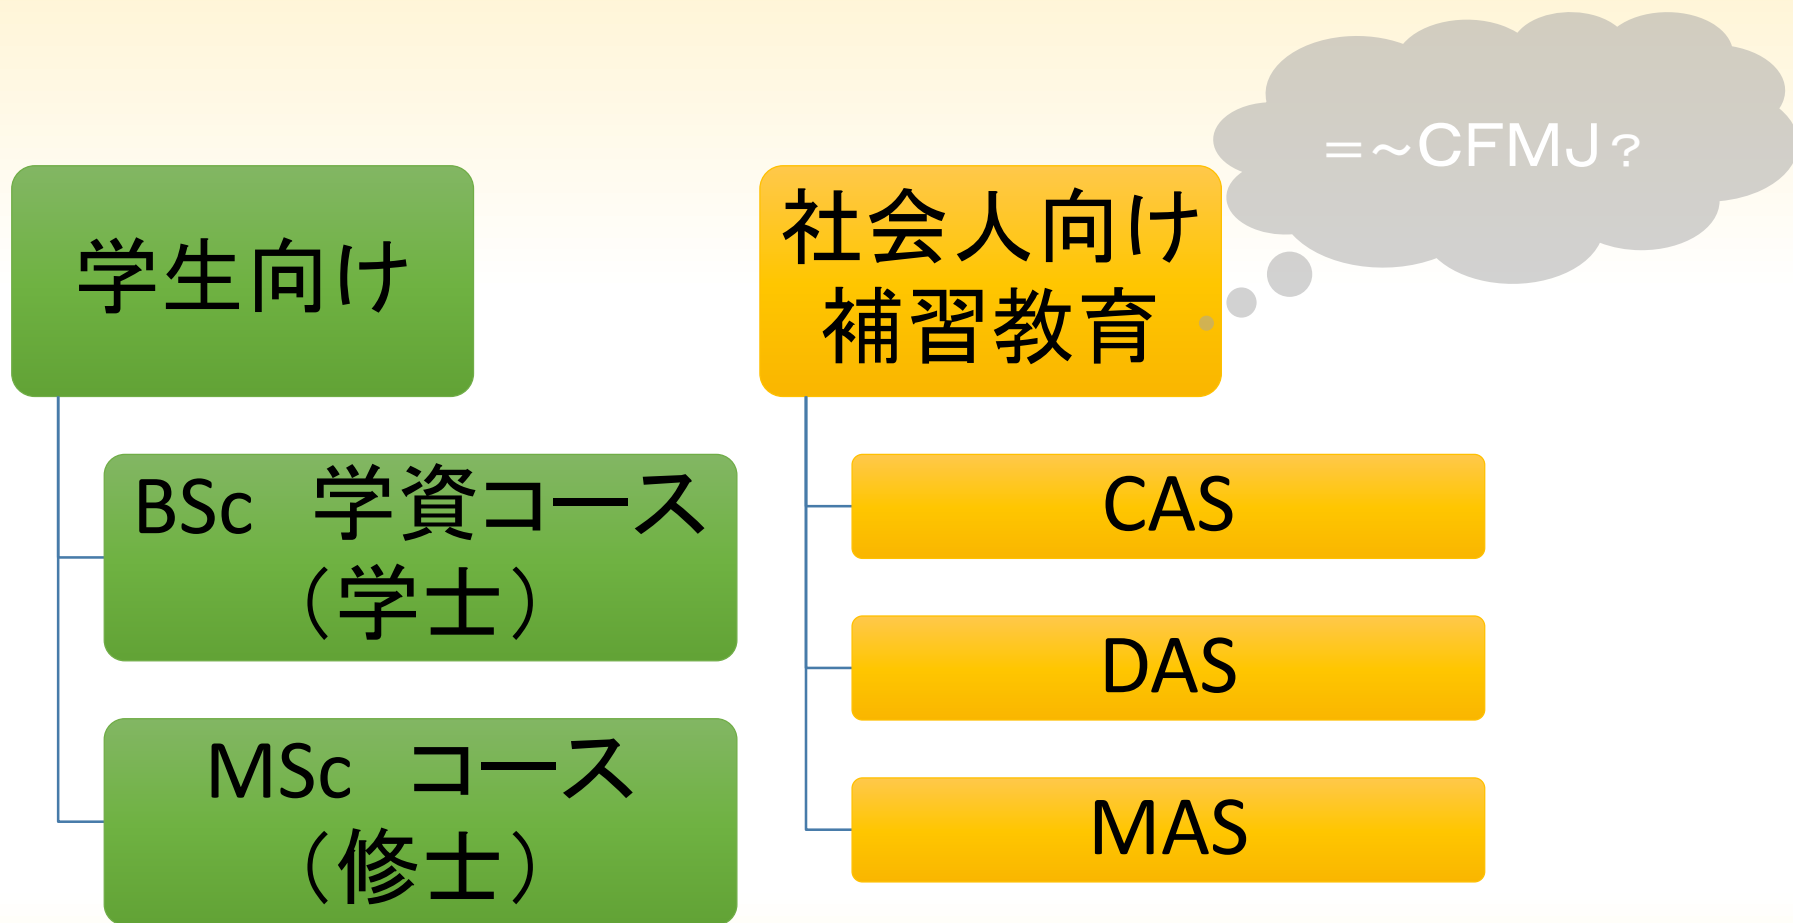 学生向け
BSc　学資コース
（学士）
MSc　コース
（修士）
社会人向け
補習教育
CAS
DAS
MAS
＝～CFMJ？